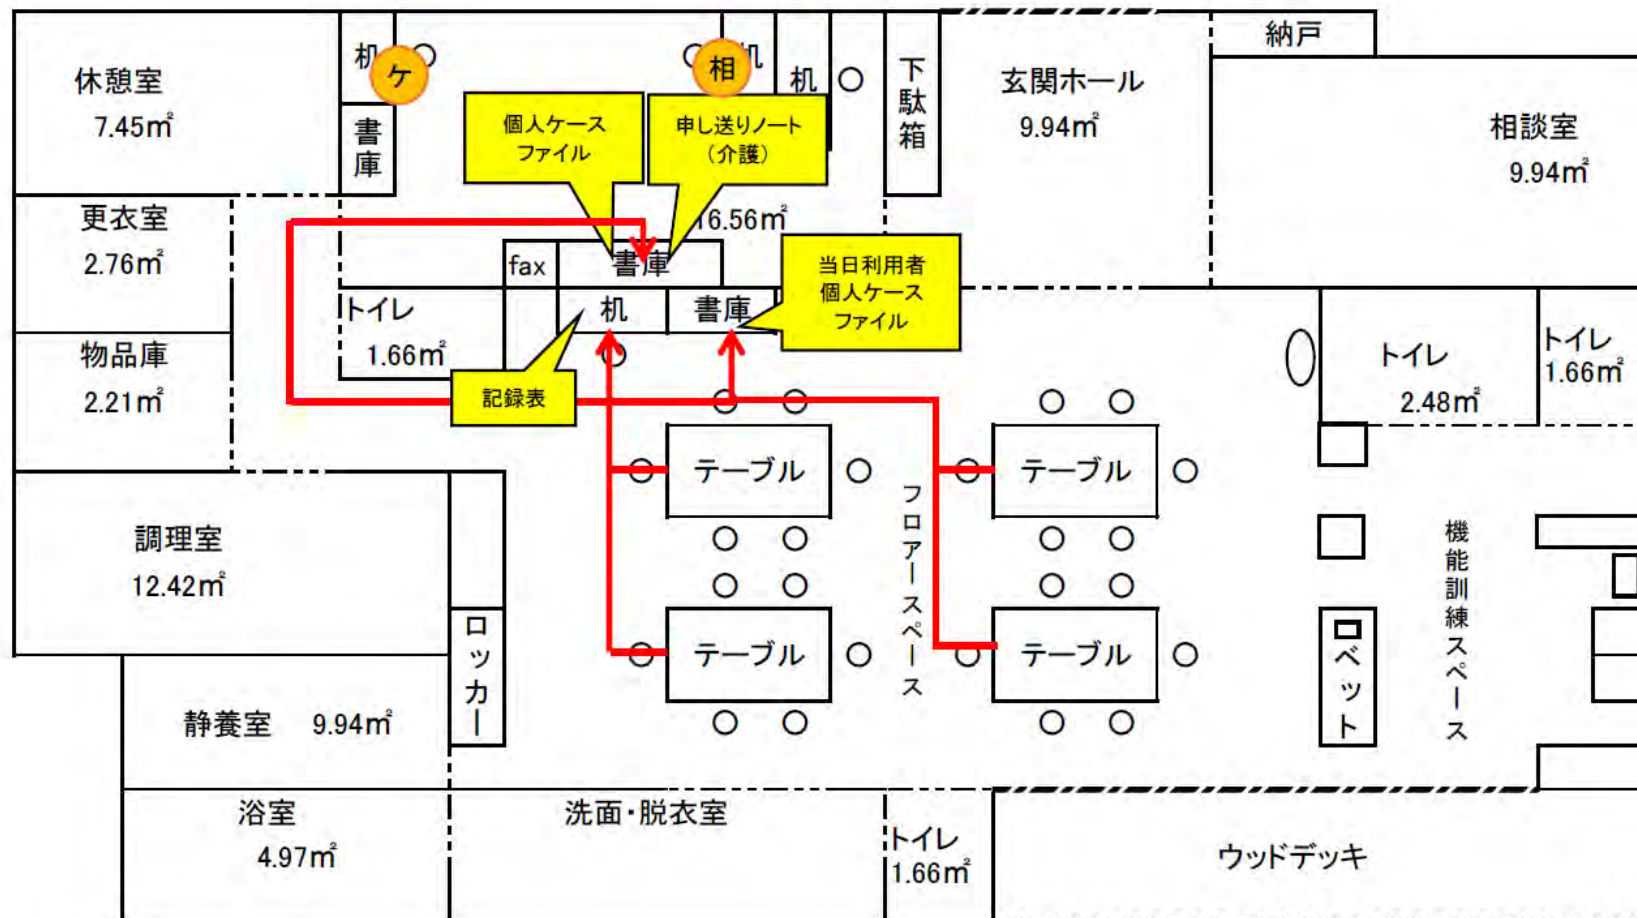 納戸
休憩室
7.45㎡
机
ケ
相
机
机
下駄箱
玄関ホール
9.94㎡
相談室
9.94㎡
書庫
個人ケース
ファイル
申し送りノート
（介護）
更衣室
2.76㎡
16.56㎡
fax
書庫
当日利用者
個人ケース
ファイル
トイレ
1.66㎡
机
書庫
物品庫
2.21㎡
記録表
トイレ
2.48㎡
トイレ
1.66㎡
テーブル
テーブル
フロアースペース
調理室
12.42㎡
機能訓練スペース
ロッカー
テーブル
テーブル
ベット
静養室 9.94㎡
浴室
4.97㎡
洗面・脱衣室
トイレ
1.66㎡
ウッドデッキ